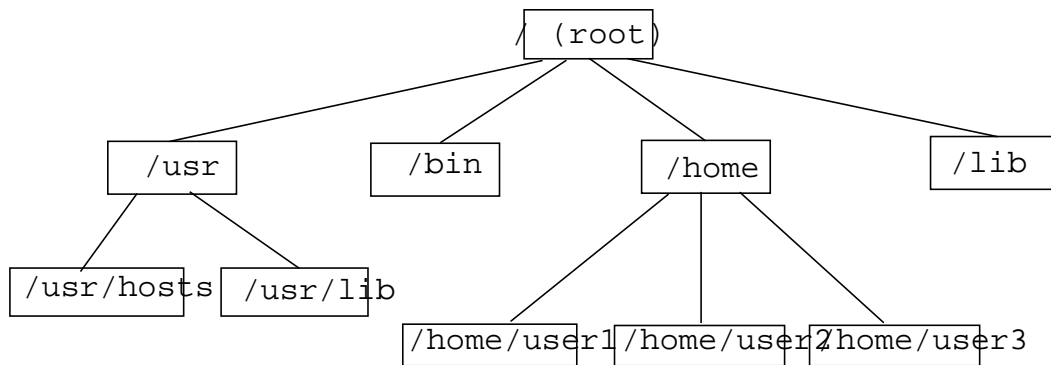 / (root)
/usr
/bin
/home
/lib
/usr/hosts
/usr/lib
/home/user1
/home/user2
/home/user3